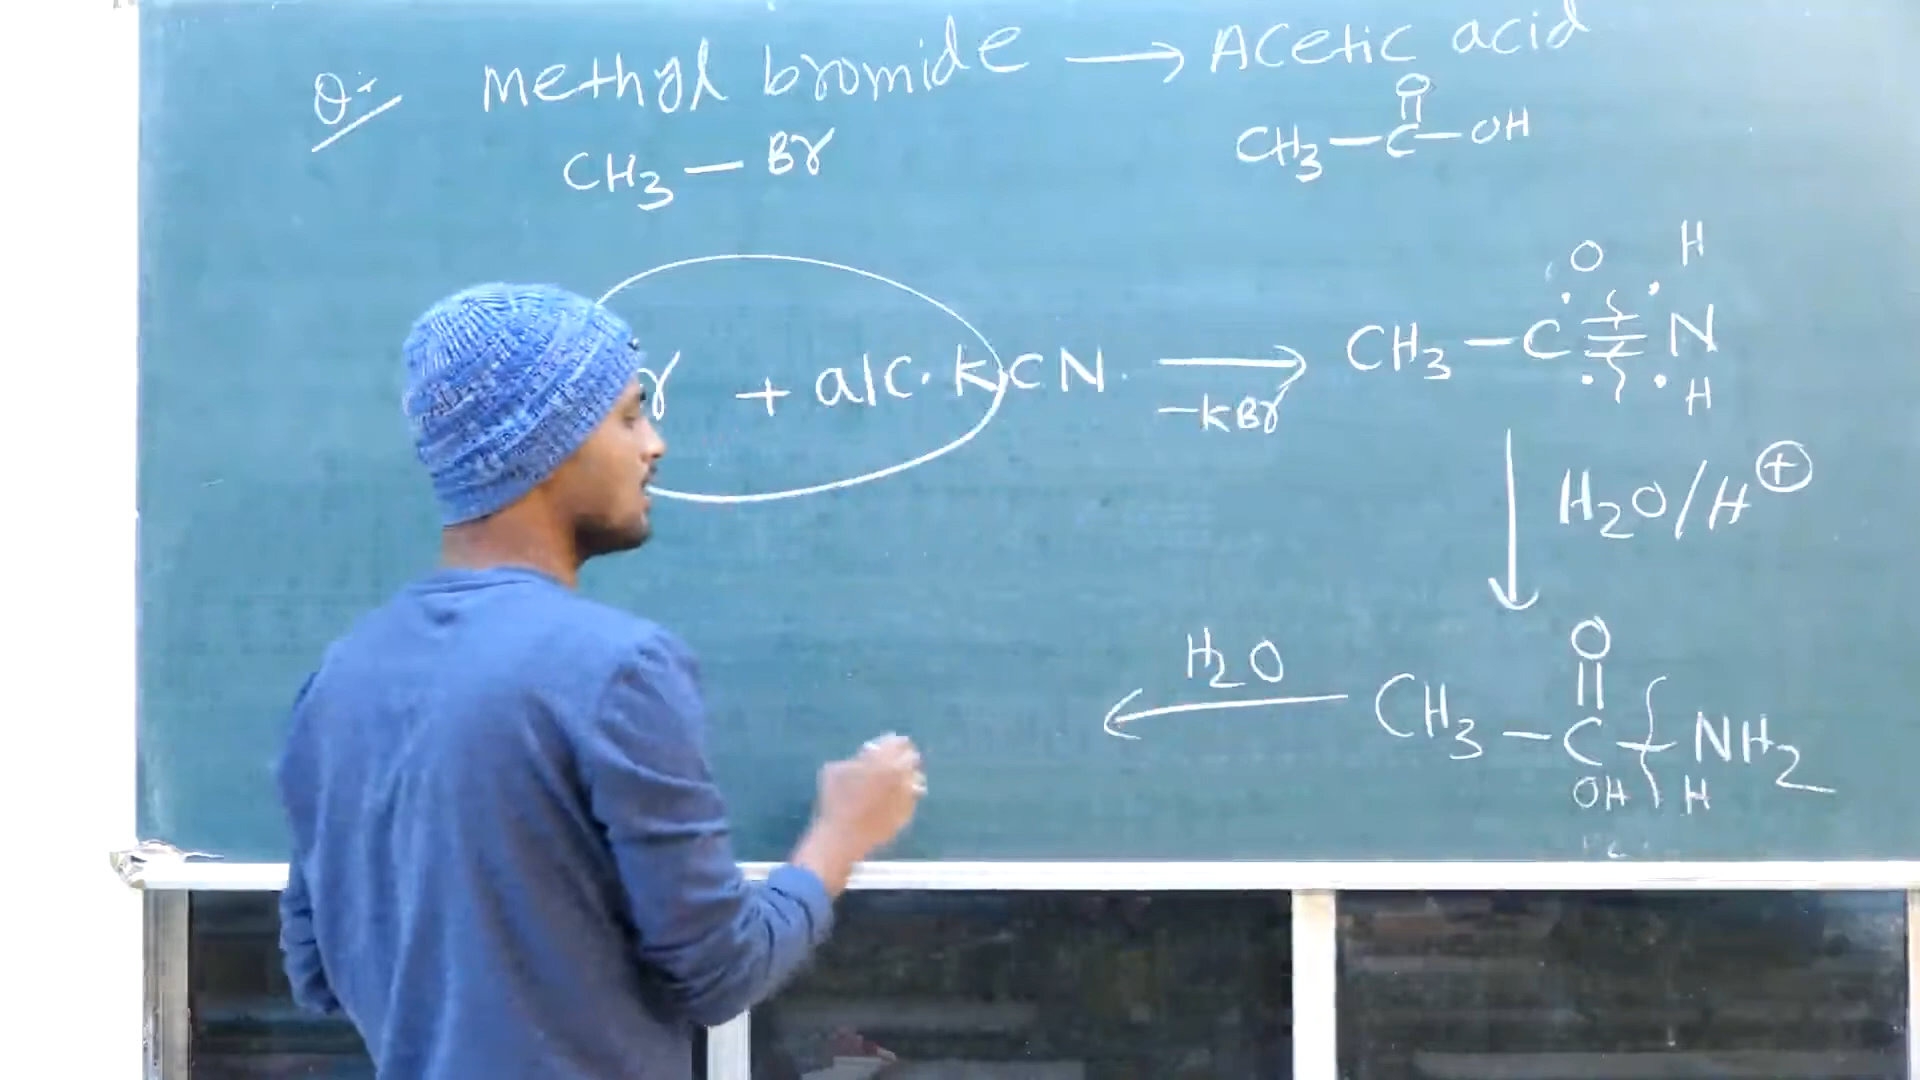 Q:- Methyl bromide → Acetic acid
O
CH3 — Br CH3 — C — OH
O H
r + alc. KCN. → CH3 — C ≡ N
-KBr H
H2O/H⊕
O
H2O
← CH3 — C — NH2
OH H